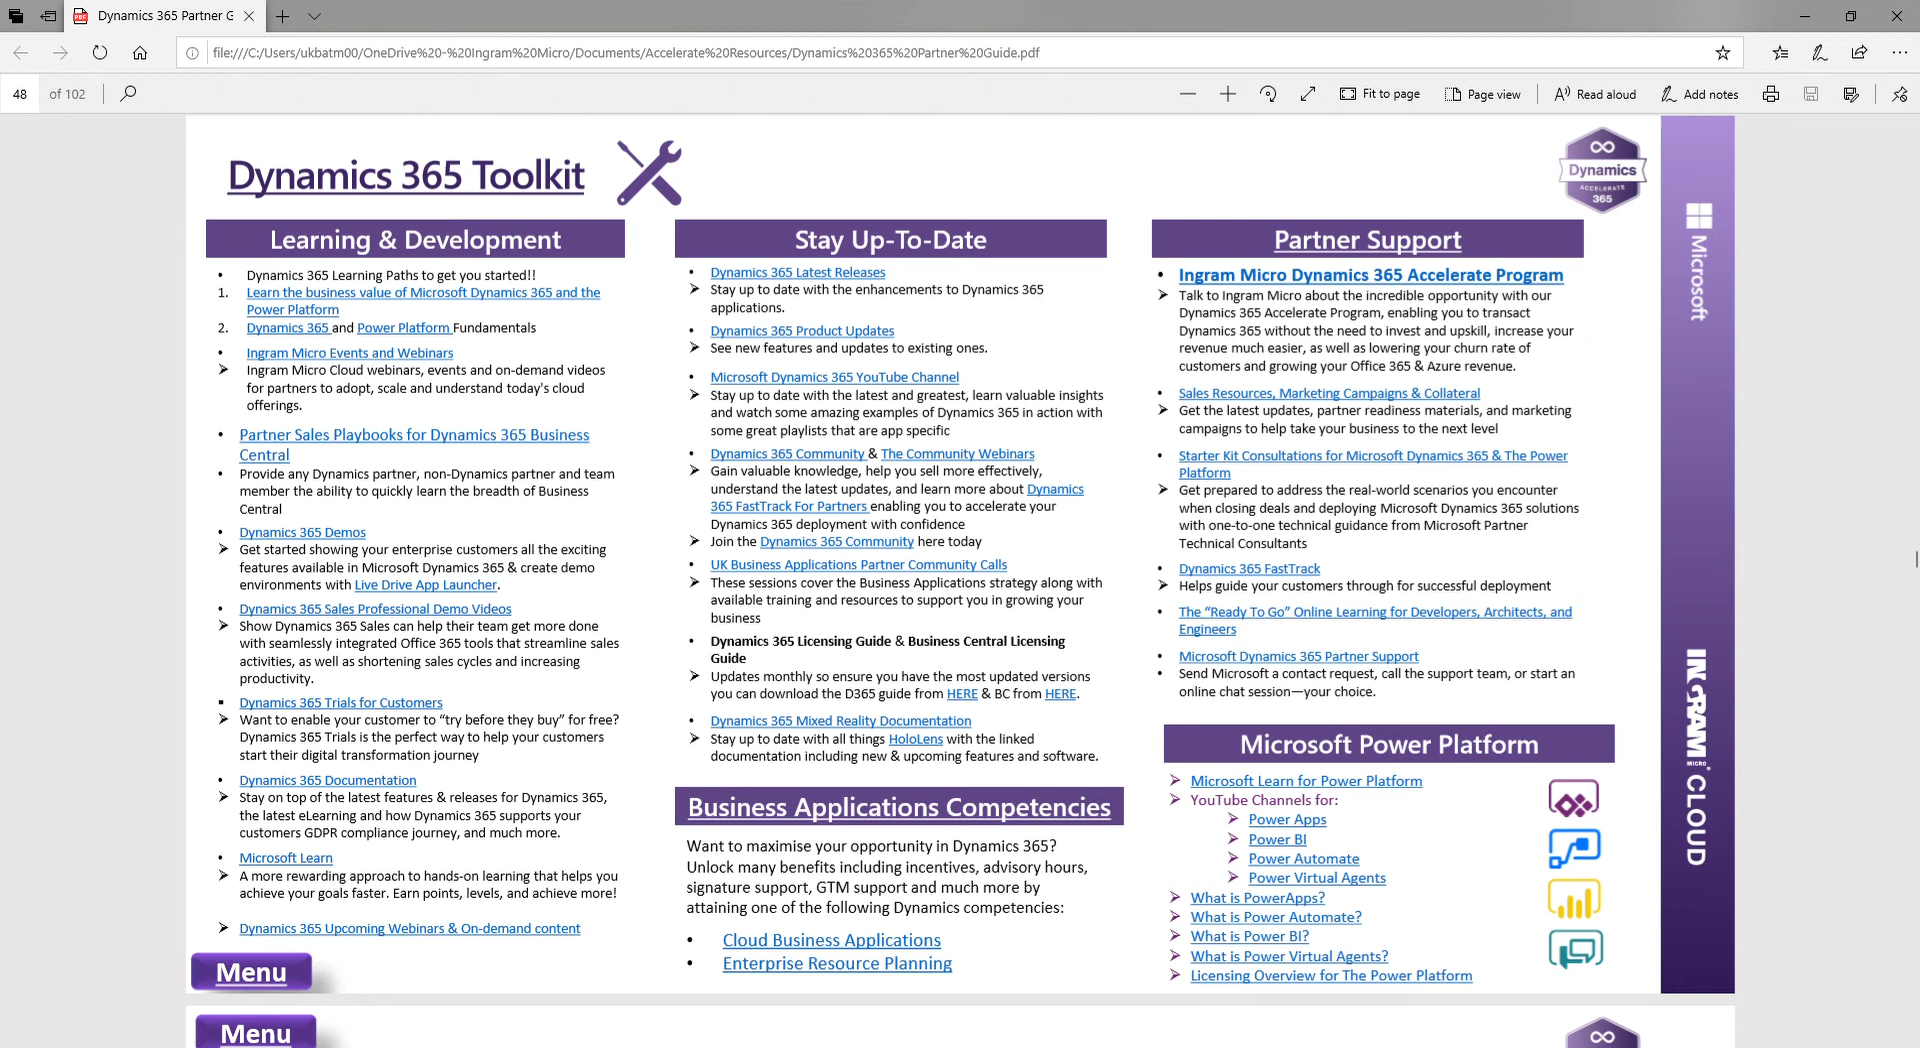 Dynamics 365 Partner G
file:///C:/Users/ukbatm00/OneDrive%20-%20Ingram%20Micro/Documents/Accelerate%20Resources/Dynamics%20365%20Partner%20Guide.pdf
48 of 102
Fit to page
Page view
Read aloud
Add notes
Dynamics 365 Toolkit
Dynamics
ACCELERATE
365
Learning & Development
• Dynamics 365 Learning Paths to get you started!!
1. Learn the business value of Microsoft Dynamics 365 and the
Power Platform
2. Dynamics 365 and Power Platform Fundamentals
• Ingram Micro Events and Webinars
➢ Ingram Micro Cloud webinars, events and on-demand videos
for partners to adopt, scale and understand today's cloud
offerings.
• Partner Sales Playbooks for Dynamics 365 Business
Central
• Provide any Dynamics partner, non-Dynamics partner and team
member the ability to quickly learn the breadth of Business
Central
• Dynamics 365 Demos
➢ Get started showing your enterprise customers all the exciting
features available in Microsoft Dynamics 365 & create demo
environments with Live Drive App Launcher.
• Dynamics 365 Sales Professional Demo Videos
➢ Show Dynamics 365 Sales can help their team get more done
with seamlessly integrated Office 365 tools that streamline sales
activities, as well as shortening sales cycles and increasing
productivity.
▪ Dynamics 365 Trials for Customers
➢ Want to enable your customer to “try before they buy” for free?
Dynamics 365 Trials is the perfect way to help your customers
start their digital transformation journey
• Dynamics 365 Documentation
➢ Stay on top of the latest features & releases for Dynamics 365,
the latest eLearning and how Dynamics 365 supports your
customers GDPR compliance journey, and much more.
• Microsoft Learn
➢ A more rewarding approach to hands-on learning that helps you
achieve your goals faster. Earn points, levels, and achieve more!
➢ Dynamics 365 Upcoming Webinars & On-demand content
Menu
Stay Up-To-Date
• Dynamics 365 Latest Releases
➢ Stay up to date with the enhancements to Dynamics 365
applications.
• Dynamics 365 Product Updates
➢ See new features and updates to existing ones.
• Microsoft Dynamics 365 YouTube Channel
➢ Stay up to date with the latest and greatest, learn valuable insights
and watch some amazing examples of Dynamics 365 in action with
some great playlists that are app specific
• Dynamics 365 Community & The Community Webinars
➢ Gain valuable knowledge, help you sell more effectively,
understand the latest updates, and learn more about Dynamics
365 FastTrack For Partners enabling you to accelerate your
Dynamics 365 deployment with confidence
➢ Join the Dynamics 365 Community here today
• UK Business Applications Partner Community Calls
➢ These sessions cover the Business Applications strategy along with
available training and resources to support you in growing your
business
• Dynamics 365 Licensing Guide & Business Central Licensing
Guide
➢ Updates monthly so ensure you have the most updated versions
you can download the D365 guide from HERE & BC from HERE.
• Dynamics 365 Mixed Reality Documentation
➢ Stay up to date with all things HoloLens with the linked
documentation including new & upcoming features and software.
Business Applications Competencies
Want to maximise your opportunity in Dynamics 365?
Unlock many benefits including incentives, advisory hours,
signature support, GTM support and much more by
attaining one of the following Dynamics competencies:
• Cloud Business Applications
• Enterprise Resource Planning
Partner Support
• Ingram Micro Dynamics 365 Accelerate Program
➢ Talk to Ingram Micro about the incredible opportunity with our
Dynamics 365 Accelerate Program, enabling you to transact
Dynamics 365 without the need to invest and upskill, increase your
revenue much easier, as well as lowering your churn rate of
customers and growing your Office 365 & Azure revenue.
• Sales Resources, Marketing Campaigns & Collateral
➢ Get the latest updates, partner readiness materials, and marketing
campaigns to help take your business to the next level
• Starter Kit Consultations for Microsoft Dynamics 365 & The Power
Platform
➢ Get prepared to address the real-world scenarios you encounter
when closing deals and deploying Microsoft Dynamics 365 solutions
with one-to-one technical guidance from Microsoft Partner
Technical Consultants
• Dynamics 365 FastTrack
➢ Helps guide your customers through for successful deployment
• The “Ready To Go” Online Learning for Developers, Architects, and
Engineers
• Microsoft Dynamics 365 Partner Support
• Send Microsoft a contact request, call the support team, or start an
online chat session—your choice.
Microsoft Power Platform
➢ Microsoft Learn for Power Platform
➢ YouTube Channels for:
➢ Power Apps
➢ Power BI
➢ Power Automate
➢ Power Virtual Agents
➢ What is PowerApps?
➢ What is Power Automate?
➢ What is Power BI?
➢ What is Power Virtual Agents?
➢ Licensing Overview for The Power Platform
Microsoft
INGRAM MICRO® CLOUD
Menu